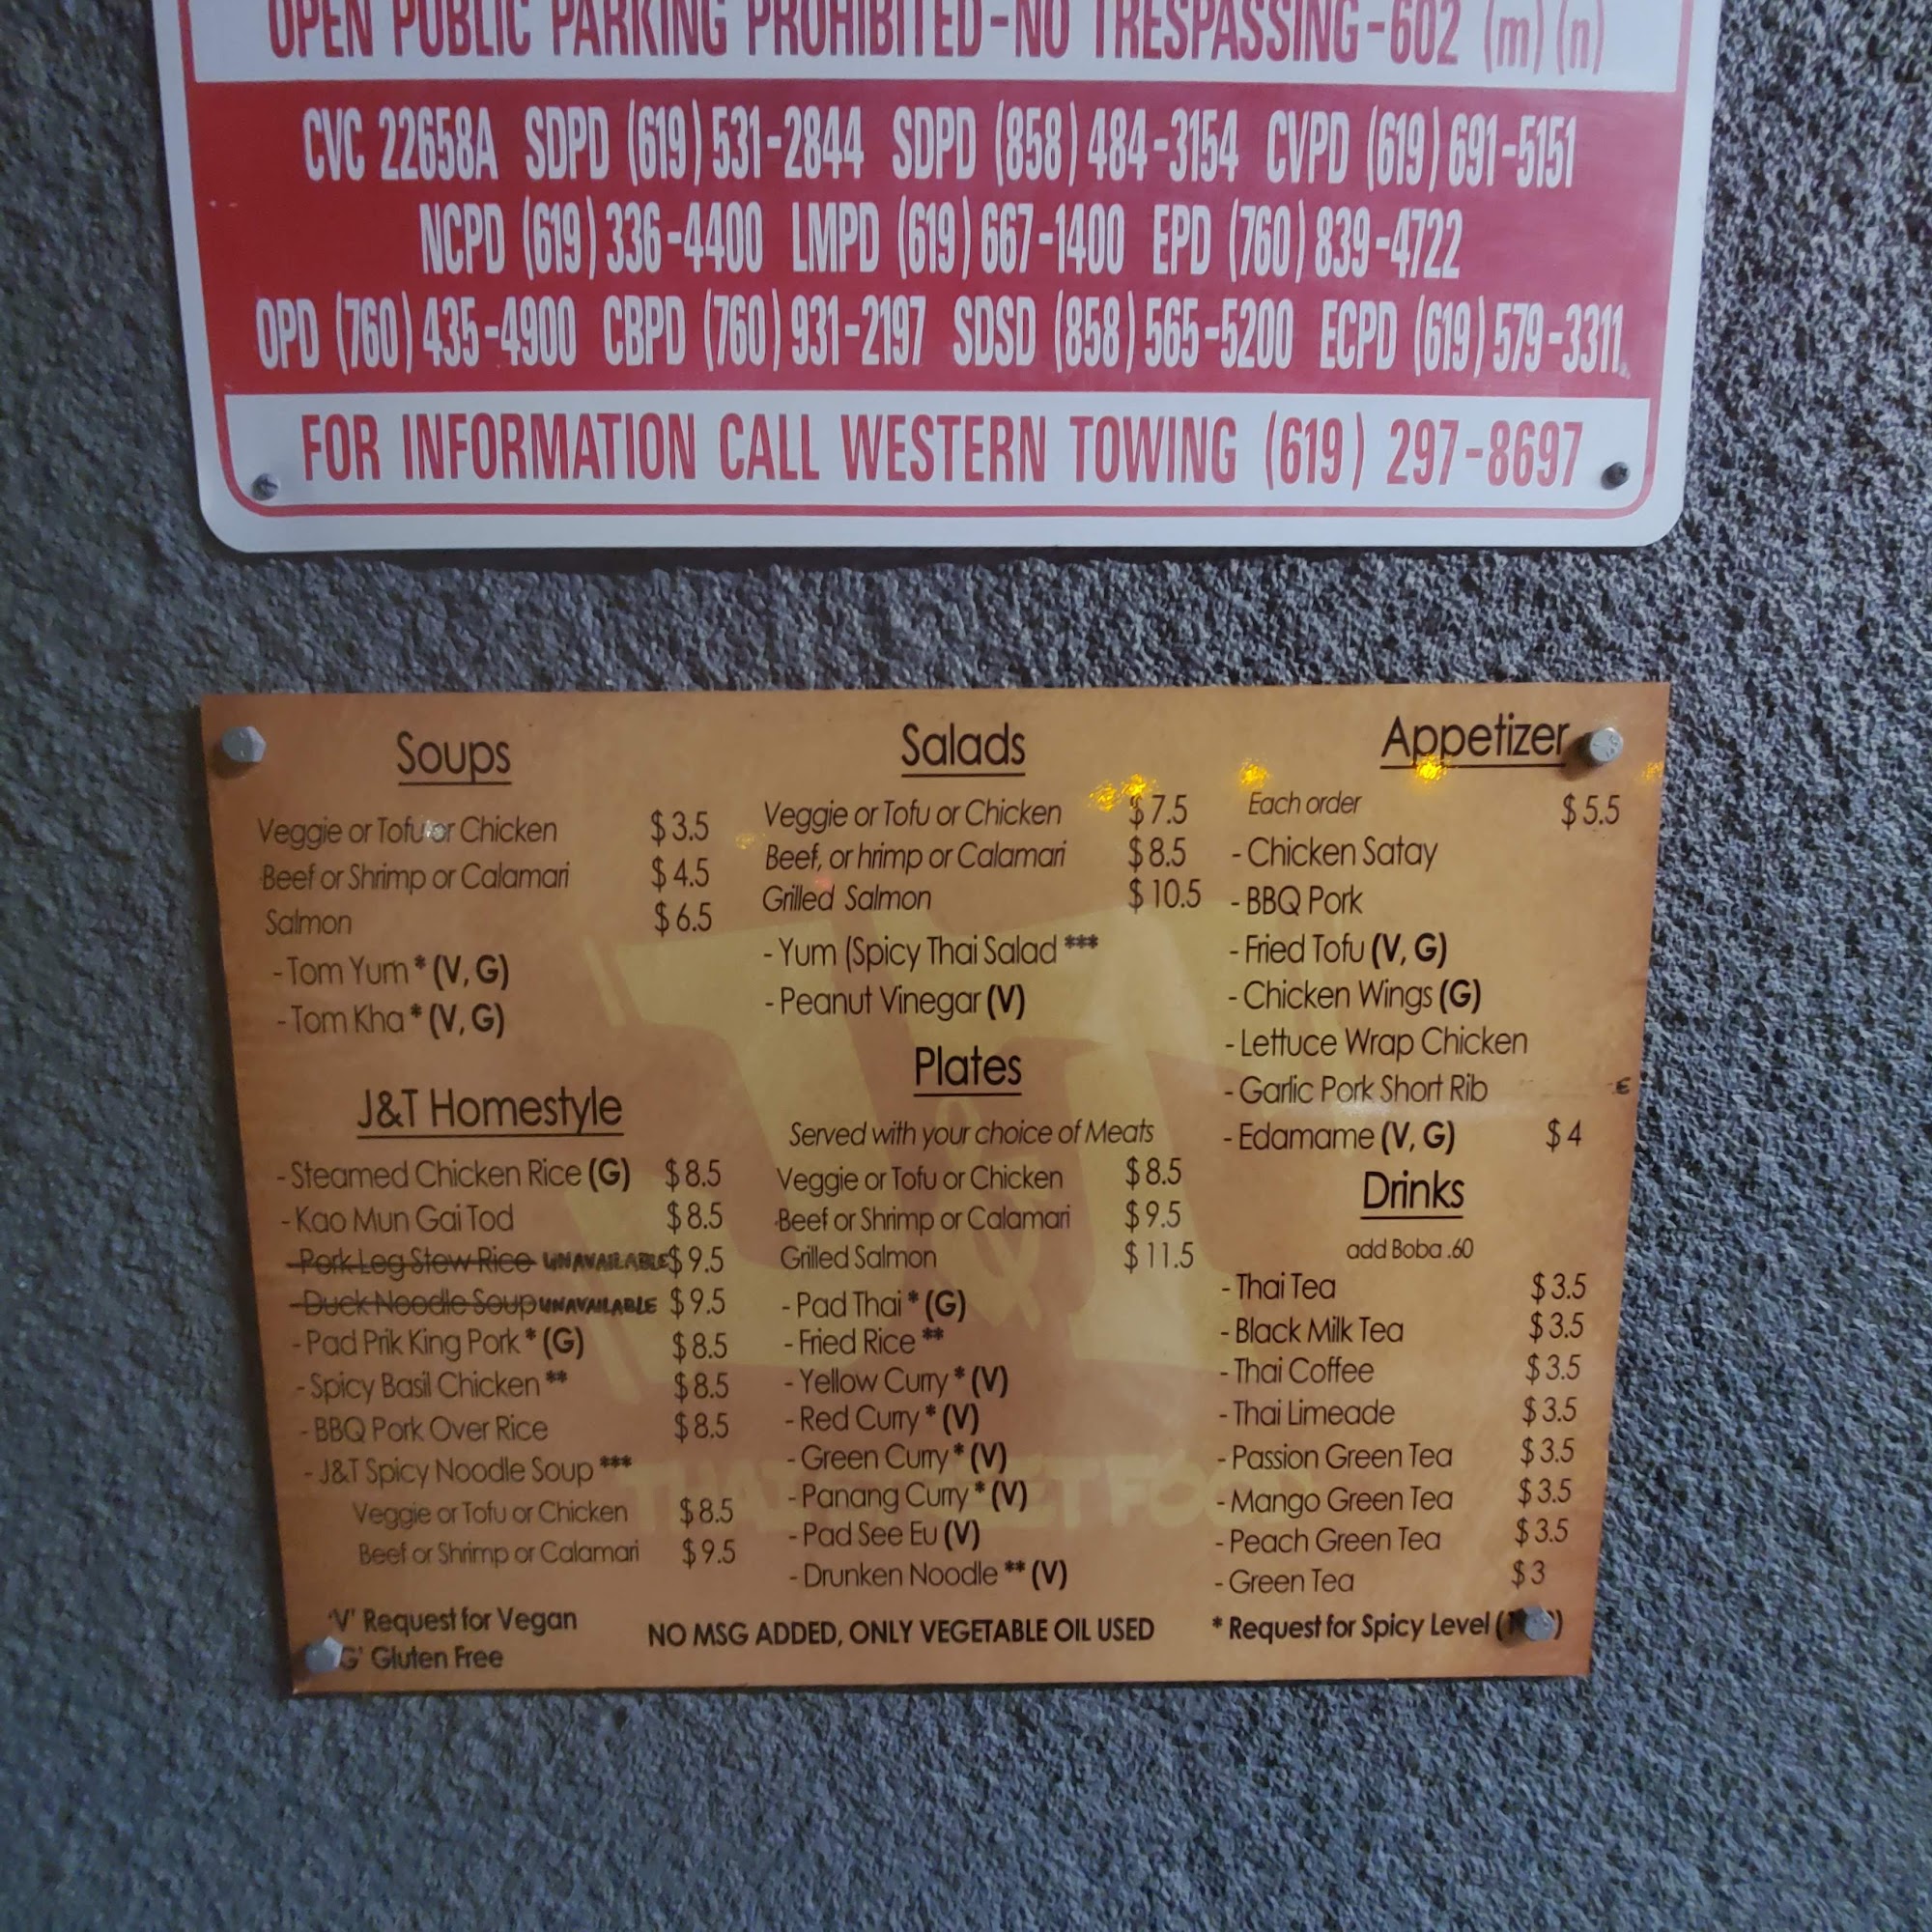 OPEN PUBLIC PARKING PROHIBITED-NO TRESPASSING-602 (m)(n)
CVC 22658A SDPD (619) 531-2844 SDPD (858) 484-3154 CVPD (619) 691-5151
NCPD (619) 336-4400 LMPD (619) 667-1400 EPD (760) 839-4722
OPD (760) 435-4900 CBPD (760) 931-2197 SDSD (858) 565-5200 ECPD (619) 579-3311
FOR INFORMATION CALL WESTERN TOWING (619) 297-8697
Soups
Veggie or Tofu or Chicken $3.5
Beef or Shrimp or Calamari $4.5
Salmon $6.5
- Tom Yum * (V, G)
- Tom Kha * (V, G)
J&T Homestyle
- Steamed Chicken Rice (G) $8.5
- Kao Mun Gai Tod $8.5
- Pork Leg Stew Rice UNAVAILABLE $9.5
- Duck Noodle Soup UNAVAILABLE $9.5
- Pad Prik King Pork * (G) $8.5
- Spicy Basil Chicken ** $8.5
- BBQ Pork Over Rice $8.5
- J&T Spicy Noodle Soup ***
Veggie or Tofu or Chicken $8.5
Beef or Shrimp or Calamari $9.5
'V' Request for Vegan
G' Gluten Free
Salads
Veggie or Tofu or Chicken $7.5
Beef, or hrimp or Calamari $8.5
Grilled Salmon $10.5
- Yum (Spicy Thai Salad ***
- Peanut Vinegar (V)
Plates
Served with your choice of Meats
Veggie or Tofu or Chicken $8.5
Beef or Shrimp or Calamari $9.5
Grilled Salmon $11.5
- Pad Thai * (G)
- Fried Rice **
- Yellow Curry * (V)
- Red Curry * (V)
- Green Curry * (V)
- Panang Curry * (V)
- Pad See Eu (V)
- Drunken Noodle ** (V)
NO MSG ADDED, ONLY VEGETABLE OIL USED
Appetizer
Each order $5.5
- Chicken Satay
- BBQ Pork
- Fried Tofu (V, G)
- Chicken Wings (G)
- Lettuce Wrap Chicken
- Garlic Pork Short Rib
- Edamame (V, G) $4
Drinks
add Boba .60
- Thai Tea $3.5
- Black Milk Tea $3.5
- Thai Coffee $3.5
- Thai Limeade $3.5
- Passion Green Tea $3.5
- Mango Green Tea $3.5
- Peach Green Tea $3.5
- Green Tea $3
* Request for Spicy Level